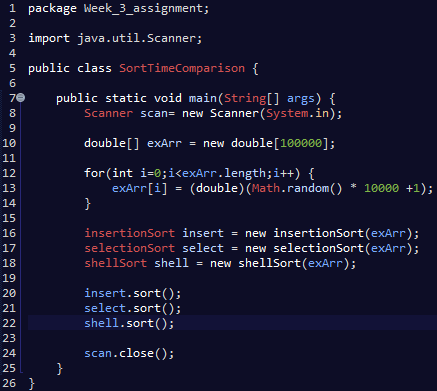 1 package Week_3_assignment;
2
3 import java.util.Scanner;
4
5 public class SortTimeComparison {
6
7 public static void main(String[] args) {
8 Scanner scan= new Scanner(System.in);
9
10 double[] exArr = new double[100000];
11
12 for(int i=0;i<exArr.length;i++) {
13 exArr[i] = (double)(Math.random() * 10000 +1);
14 }
15
16 insertionSort insert = new insertionSort(exArr);
17 selectionSort select = new selectionSort(exArr);
18 shellSort shell = new shellSort(exArr);
19
20 insert.sort();
21 select.sort();
22 shell.sort();
23
24 scan.close();
25 }
26 }